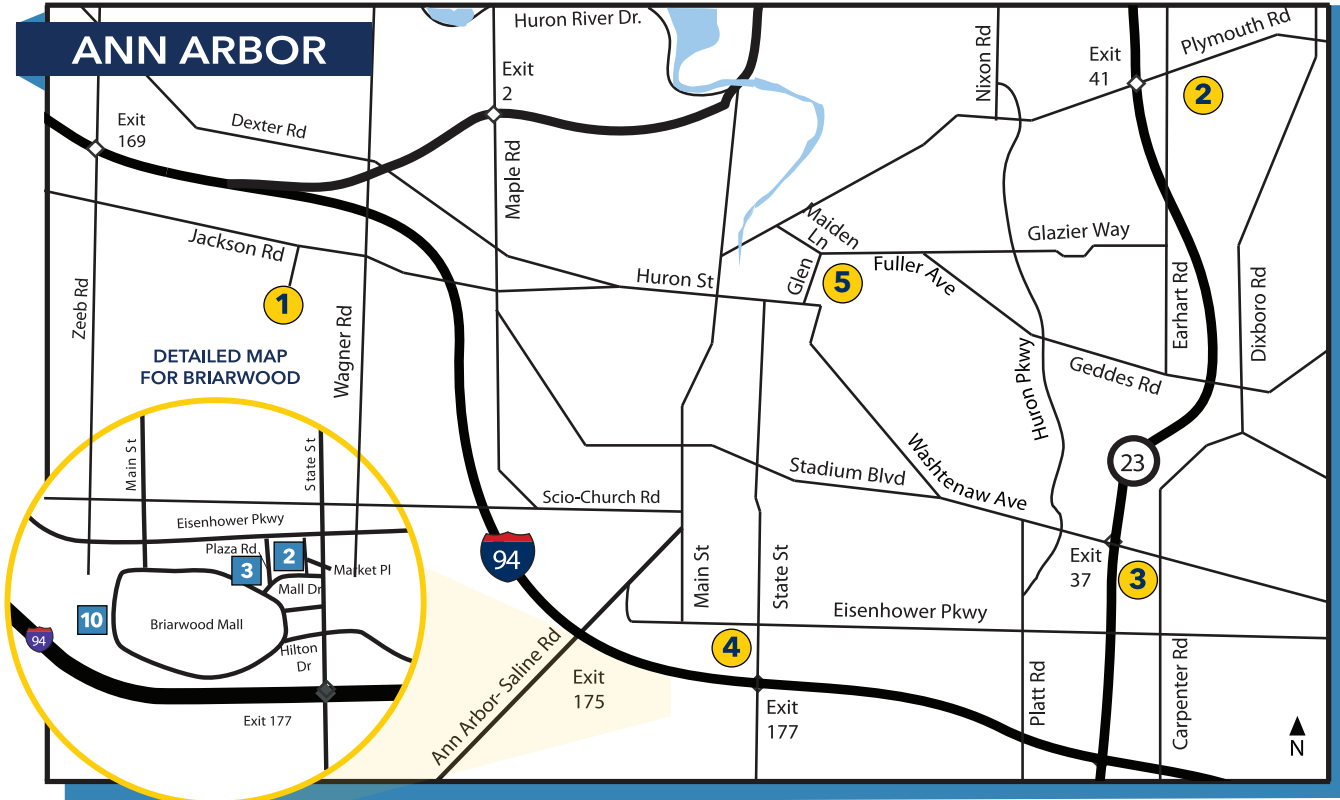 ANN ARBOR
Huron River Dr.
Nixon Rd
Exit
41
Plymouth Rd
Exit
2
2
Exit
169
Dexter Rd
Maple Rd
Jackson Rd
Maiden
Ln
Glazier Way
Huron St
Glen
5
Fuller Ave
Zeeb Rd
1
Wagner Rd
Earhart Rd
Dixboro Rd
DETAILED MAP
FOR BRIARWOOD
Huron Pkwy
Geddes Rd
Main St
State St
Stadium Blvd
Washtenaw Ave
23
Scio-Church Rd
Eisenhower Pkwy
Plaza Rd
3
2
Market Pl
Mall Dr
94
Main St
State St
Exit
37
3
10
Briarwood Mall
Eisenhower Pkwy
94
Hilton
Dr
4
Ann Arbor- Saline Rd
Exit
175
Exit 177
Exit
177
Platt Rd
Carpenter Rd
N